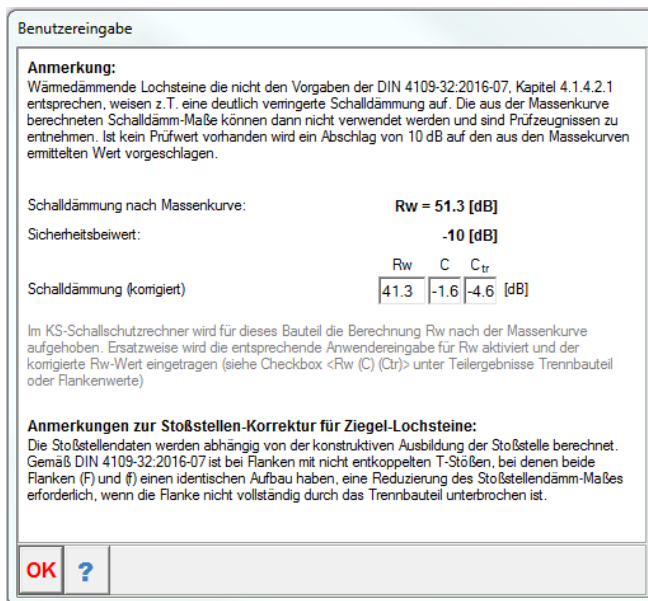 Benutzereingabe
Anmerkung:
Wärmedämmende Lochsteine die nicht den Vorgaben der DIN 4109-32:2016-07, Kapitel 4.1.4.2.1
entsprechen, weisen z.T. eine deutlich verringerte Schalldämmung auf. Die aus der Massenkurve
berechneten Schalldämm-Maße können dann nicht verwendet werden und sind Prüfzeugnissen zu
entnehmen. Ist kein Prüfwert vorhanden wird ein Abschlag von 10 dB auf den aus den Massekurven
ermittelten Wert vorgeschlagen.
Schalldämmung nach Massenkurve: Rw = 51.3 [dB]
Sicherheitsbeiwert: -10 [dB]
Rw C Ctr
Schalldämmung (korrigiert) 41.3 -1.6 -4.6 [dB]
Im KS-Schallschutzrechner wird für dieses Bauteil die Berechnung Rw nach der Massenkurve
aufgehoben. Ersatzweise wird die entsprechende Anwendereingabe für Rw aktiviert und der
korrigierte Rw-Wert eingetragen (siehe Checkbox <Rw (C) (Ctr)> unter Teilergebnisse Trennbauteil
oder Flankenwerte)
Anmerkungen zur Stoßstellen-Korrektur für Ziegel-Lochsteine:
Die Stoßstellendaten werden abhängig von der konstruktiven Ausbildung der Stoßstelle berechnet.
Gemäß DIN 4109-32:2016-07 ist bei Flanken mit nicht entkoppelten T-Stößen, bei denen beide
Flanken (F) und (f) einen identischen Aufbau haben, eine Reduzierung des Stoßstellendämm-Maßes
erforderlich, wenn die Flanke nicht vollständig durch das Trennbauteil unterbrochen ist.
OK ?